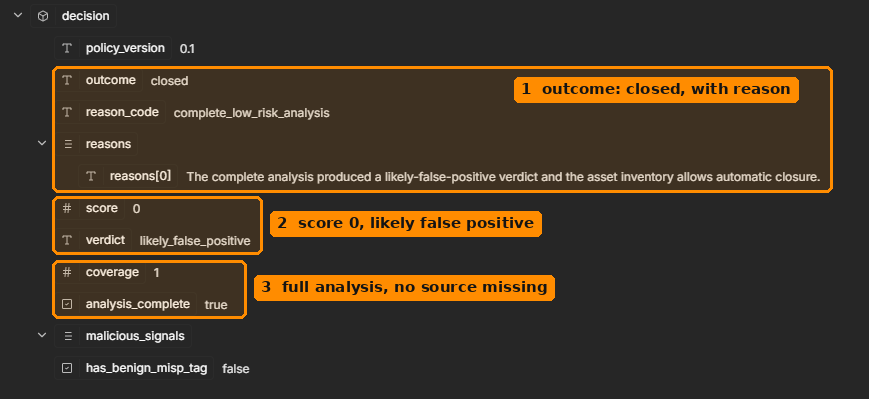 decision
policy_version 0.1
outcome closed
1 outcome: closed, with reason
reason_code complete_low_risk_analysis
reasons
reasons[0] The complete analysis produced a likely-false-positive verdict and the asset inventory allows automatic closure.
score 0
2 score 0, likely false positive
verdict likely_false_positive
coverage 1
3 full analysis, no source missing
analysis_complete true
malicious_signals
has_benign_misp_tag false